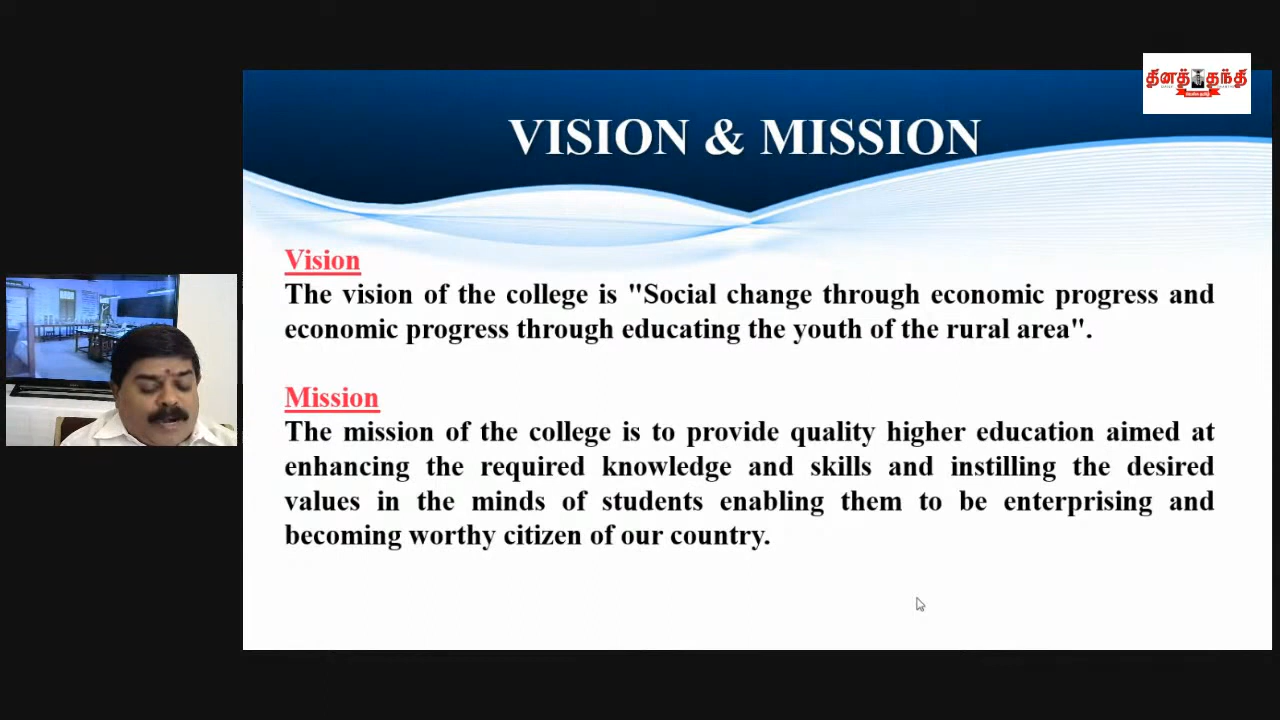 தினத்தந்தி
VISION & MISSION
Vision
The vision of the college is "Social change through economic progress and
economic progress through educating the youth of the rural area".
Mission
The mission of the college is to provide quality higher education aimed at
enhancing the required knowledge and skills and instilling the desired
values in the minds of students enabling them to be enterprising and
becoming worthy citizen of our country.